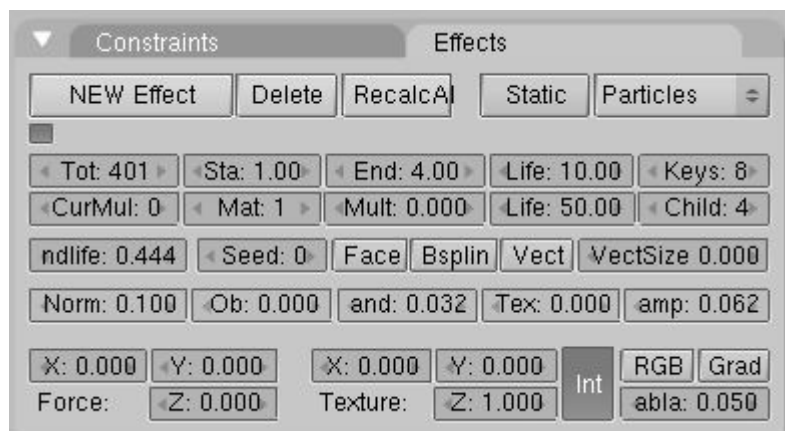 Constraints Effects
NEW Effect Delete RecalcAl Static Particles
Tot: 401 Sta: 1.00 End: 4.00 Life: 10.00 Keys: 8
CurMul: 0 Mat: 1 Mult: 0.000 Life: 50.00 Child: 4
ndlife: 0.444 Seed: 0 Face Bsplin Vect VectSize 0.000
Norm: 0.100 Ob: 0.000 and: 0.032 Tex: 0.000 amp: 0.062
X: 0.000 Y: 0.000 X: 0.000 Y: 0.000 Int RGB Grad
Force: Z: 0.000 Texture: Z: 1.000 abla: 0.050